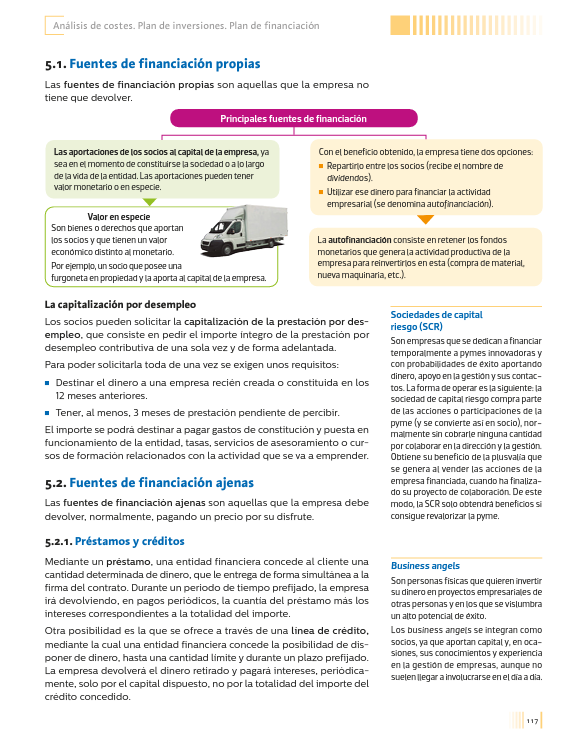 Análisis de costes. Plan de inversiones. Plan de financiación
5.1. Fuentes de financiación propias
Las fuentes de financiación propias son aquellas que la empresa no
tiene que devolver.
Principales fuentes de financiación
Las aportaciones de los socios al capital de la empresa, ya
sea en el momento de constituirse la sociedad o a lo largo
de la vida de la entidad. Las aportaciones pueden tener
valor monetario o en especie.
Valor en especie
Son bienes o derechos que aportan
los socios y que tienen un valor
económico distinto al monetario.
Por ejemplo, un socio que posee una
furgoneta en propiedad y la aporta al capital de la empresa.
Con el beneficio obtenido, la empresa tiene dos opciones:
Repartirlo entre los socios (recibe el nombre de
dividendos).
Utilizar ese dinero para financiar la actividad
empresarial (se denomina autofinanciación).
La autofinanciación consiste en retener los fondos
monetarios que genera la actividad productiva de la
empresa para reinvertirlos en esta (compra de material,
nueva maquinaria, etc.).
La capitalización por desempleo
Los socios pueden solicitar la capitalización de la prestación por des-
empleo, que consiste en pedir el importe íntegro de la prestación por
desempleo contributiva de una sola vez y de forma adelantada.
Para poder solicitarla toda de una vez se exigen unos requisitos:
Destinar el dinero a una empresa recién creada o constituida en los
12 meses anteriores.
Tener, al menos, 3 meses de prestación pendiente de percibir.
El importe se podrá destinar a pagar gastos de constitución y puesta en
funcionamiento de la entidad, tasas, servicios de asesoramiento o cur-
sos de formación relacionados con la actividad que se va a emprender.
5.2. Fuentes de financiación ajenas
Las fuentes de financiación ajenas son aquellas que la empresa debe
devolver, normalmente, pagando un precio por su disfrute.
5.2.1. Préstamos y créditos
Mediante un préstamo, una entidad financiera concede al cliente una
cantidad determinada de dinero, que le entrega de forma simultánea a la
firma del contrato. Durante un periodo de tiempo prefijado, la empresa
irá devolviendo, en pagos periódicos, la cuantía del préstamo más los
intereses correspondientes a la totalidad del importe.
Otra posibilidad es la que se ofrece a través de una línea de crédito,
mediante la cual una entidad financiera concede la posibilidad de dis-
poner de dinero, hasta una cantidad límite y durante un plazo prefijado.
La empresa devolverá el dinero retirado y pagará intereses, periódica-
mente, solo por el capital dispuesto, no por la totalidad del importe del
crédito concedido.
Sociedades de capital
riesgo (SCR)
Son empresas que se dedican a financiar
temporalmente a pymes innovadoras y
con probabilidades de éxito aportando
dinero, apoyo en la gestión y sus contac-
tos. La forma de operar es la siguiente: la
sociedad de capital riesgo compra parte
de las acciones o participaciones de la
pyme (y se convierte así en socio), nor-
malmente sin cobrarle ninguna cantidad
por colaborar en la dirección y la gestión.
Obtiene su beneficio de la plusvalía que
se genera al vender las acciones de la
empresa financiada, cuando ha finaliza-
do su proyecto de colaboración. De este
modo, la SCR solo obtendrá beneficios si
consigue revalorizar la pyme.
Business angels
Son personas físicas que quieren invertir
su dinero en proyectos empresariales de
otras personas y en los que se vislumbra
un alto potencial de éxito.
Los business angels se integran como
socios, ya que aportan capital y, en oca-
siones, sus conocimientos y experiencia
en la gestión de empresas, aunque no
suelen llegar a involucrarse en el día a día.
117